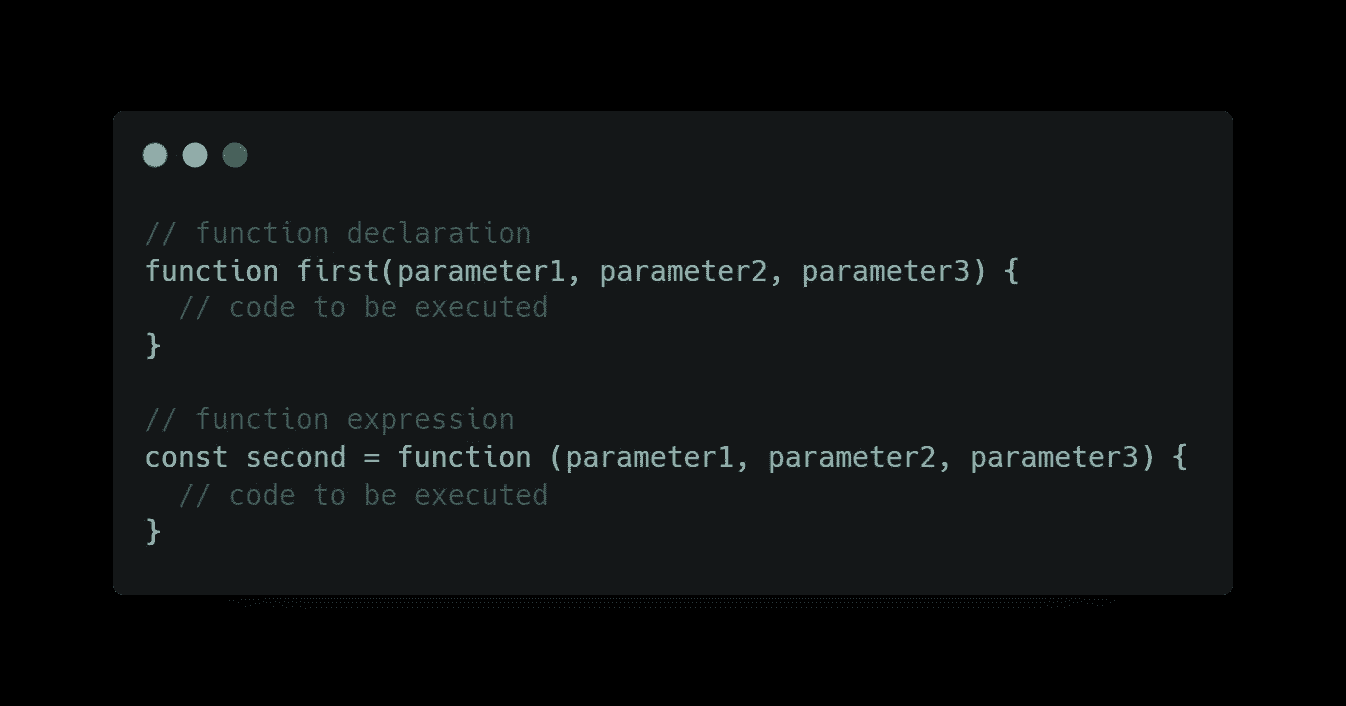 // function declaration
function first(parameter1, parameter2, parameter3) {
  // code to be executed
}

// function expression
const second = function (parameter1, parameter2, parameter3) {
  // code to be executed
}